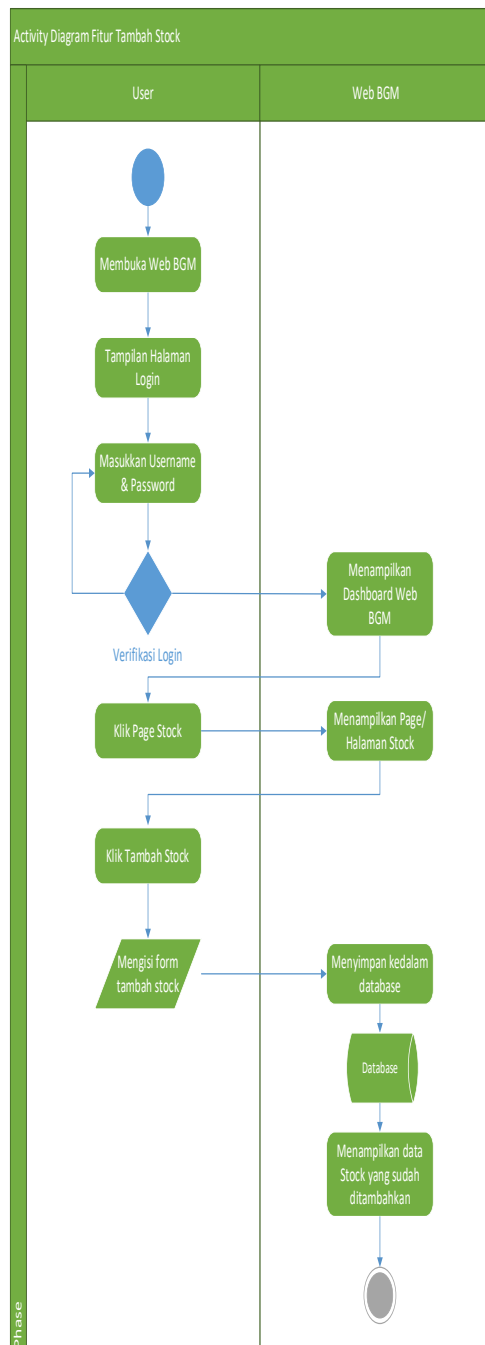 Activity Diagram Fitur Tambah Stock
User
Web BGM
Membuka Web BGM
Tampilan Halaman
Login
Masukkan Username
& Password
Verifikasi Login
Menampilkan
Dashboard Web
BGM
Klik Page Stock
Menampilkan Page/
Halaman Stock
Klik Tambah Stock
Mengisi form
tambah stock
Menyimpan kedalam
database
Database
Menampilkan data
Stock yang sudah
ditambahkan
Phase